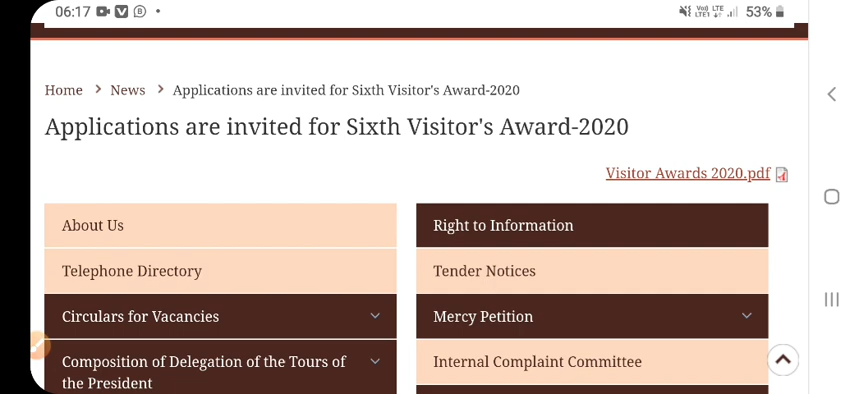 06:17
53%
Home > News > Applications are invited for Sixth Visitor's Award-2020
Applications are invited for Sixth Visitor's Award-2020
Visitor Awards 2020.pdf
About Us
Right to Information
Telephone Directory
Tender Notices
Circulars for Vacancies
Mercy Petition
Composition of Delegation of the Tours of
the President
Internal Complaint Committee